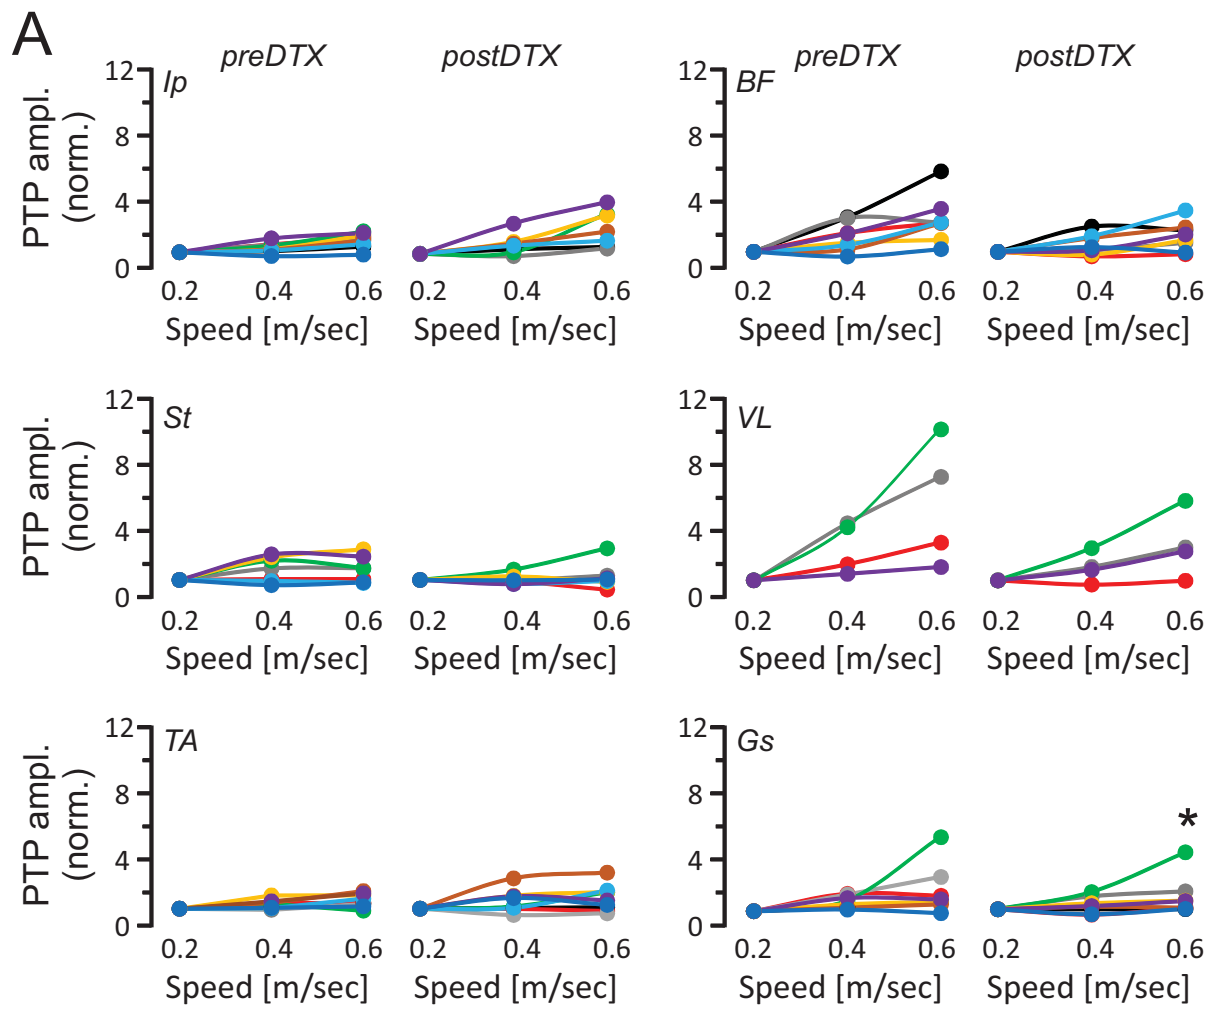 A
preDTX postDTX preDTX postDTX
PTP ampl.
(norm.)
12 Ip 12 BF
8 8
4 4
0 0
0.2 0.4 0.6 0.2 0.4 0.6 0.2 0.4 0.6 0.2 0.4 0.6
Speed [m/sec] Speed [m/sec] Speed [m/sec] Speed [m/sec]
PTP ampl.
(norm.)
12 St 12 VL
8 8
4 4
0 0
0.2 0.4 0.6 0.2 0.4 0.6 0.2 0.4 0.6 0.2 0.4 0.6
Speed [m/sec] Speed [m/sec] Speed [m/sec] Speed [m/sec]
PTP ampl.
(norm.)
12 TA 12 Gs
8 8
*
4 4
0 0
0.2 0.4 0.6 0.2 0.4 0.6 0.2 0.4 0.6 0.2 0.4 0.6
Speed [m/sec] Speed [m/sec] Speed [m/sec] Speed [m/sec]